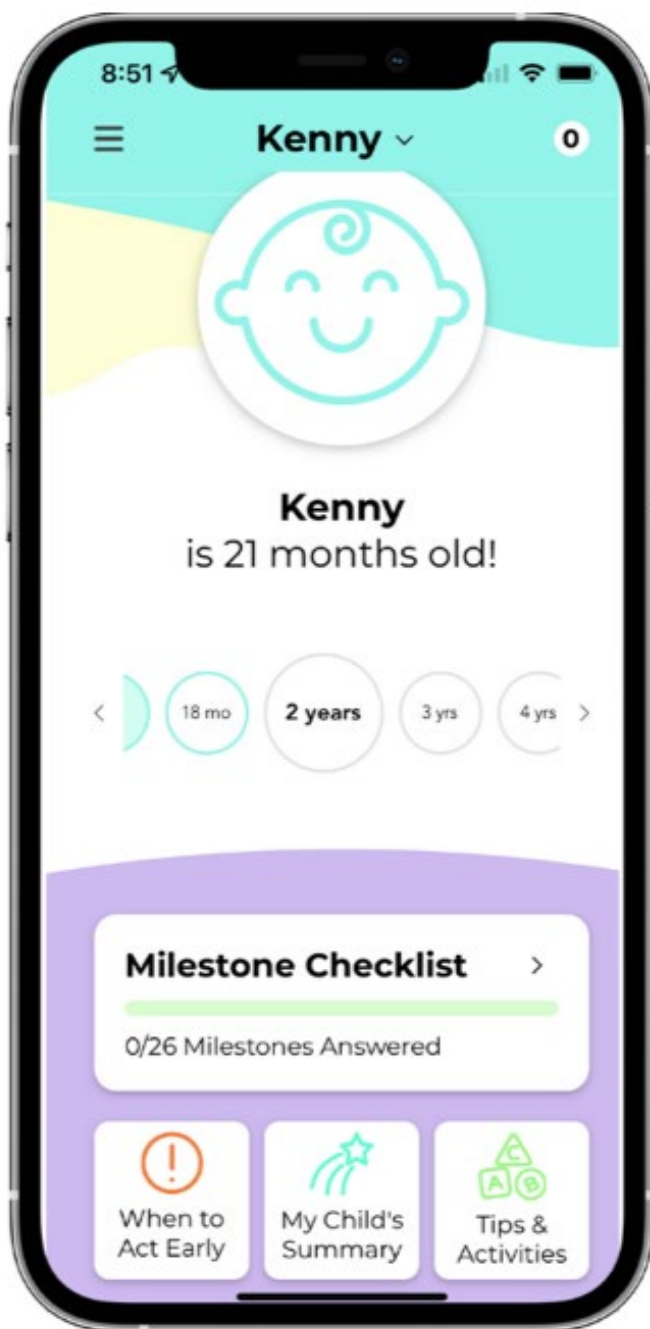 8:51
Kenny
0
Kenny
is 21 months old!
18 mo
2 years
3 yrs
4 yrs
Milestone Checklist
0/26 Milestones Answered
When to
Act Early
My Child's
Summary
C
A B
Tips &
Activities